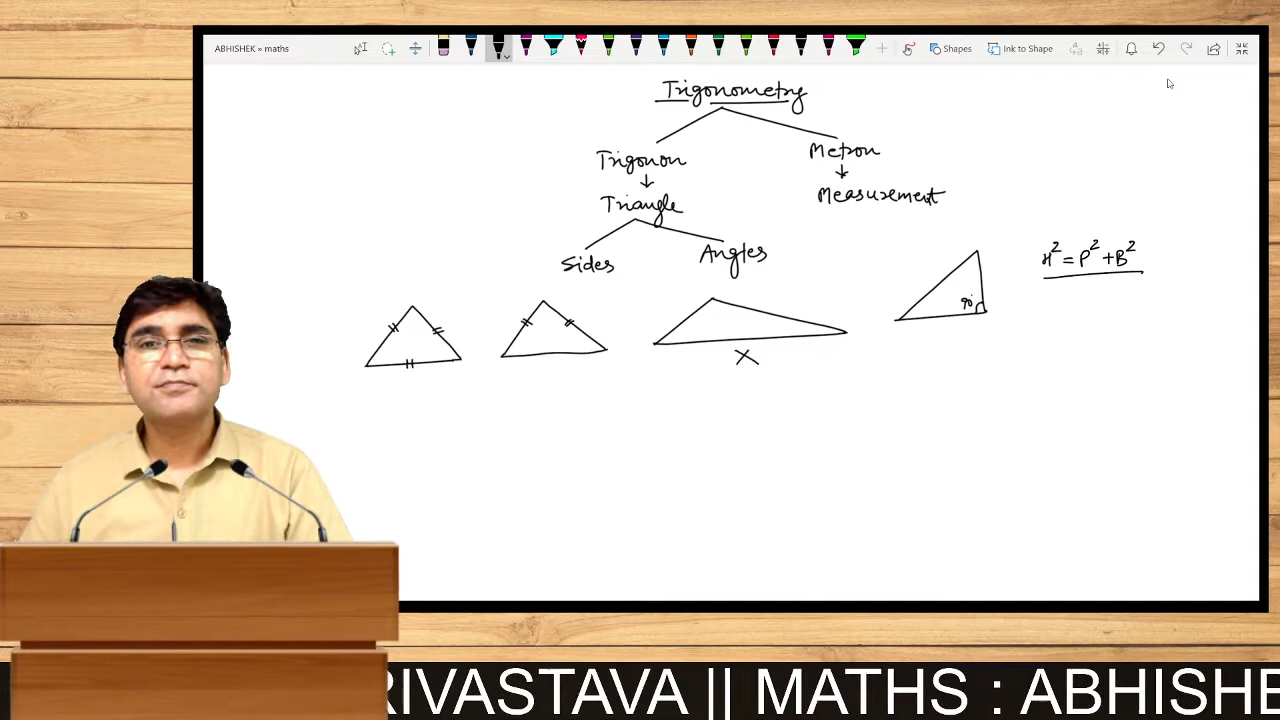 ABHISHEK » maths
Shapes
Ink to Shape
Trigonometry
Trigonon
Metron
Triangle
Measurement
Sides
Angles
90°
H² = P² + B²
RIVASTAVA || MATHS : ABHISHE